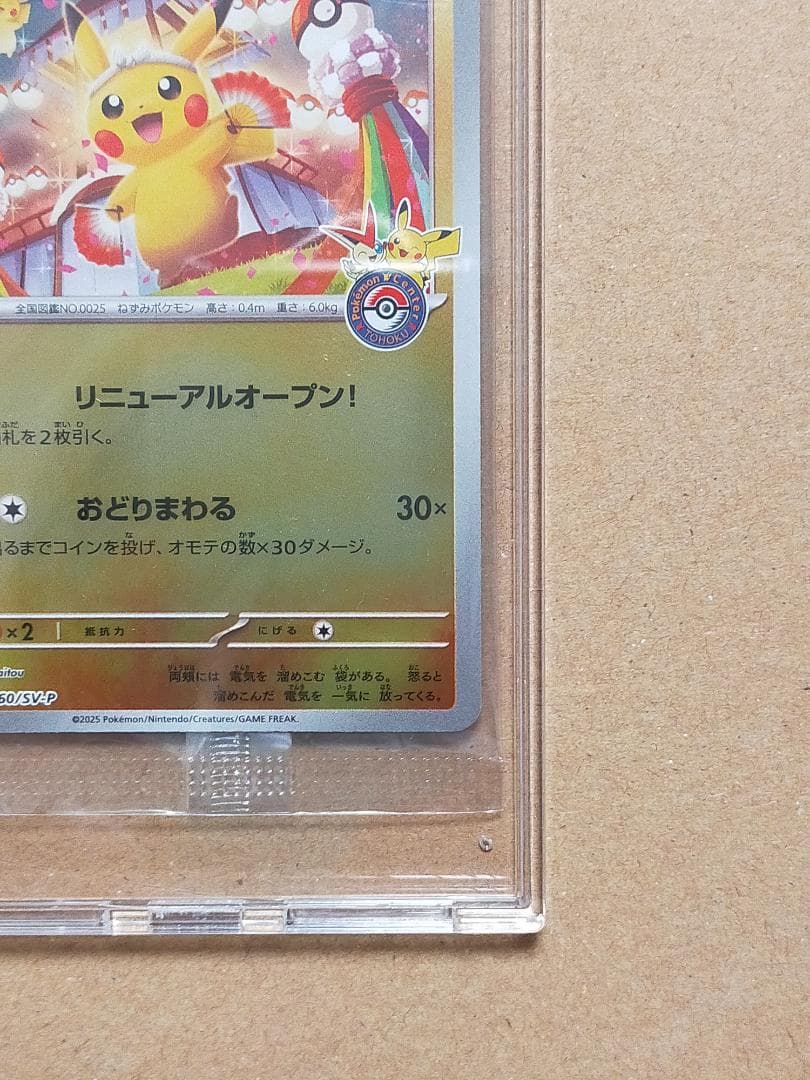 全国図鑑NO.0025 ねずみポケモン 高さ:0.4m 重さ:6.0kg
Pokémon Center
TOHOKU
リニューアルオープン!
札を2枚引く。
おどりまわる 30×
るまでコインを投げ、オモテの数×30ダメージ。
×2 抵抗力 にげる
aitou
両頬には 電気を 溜めこむ 袋がある。 怒ると
溜めこんだ 電気を 一気に 放ってくる。
60/SV-P
©2025 Pokémon/Nintendo/Creatures/GAME FREAK.